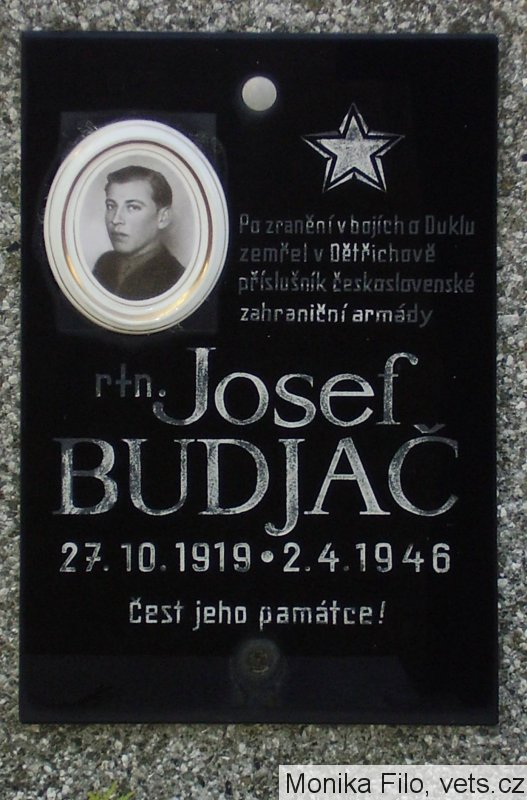 Po zranění v bojích o Duklu
zemřel v Dětřichově
příslušník československé
zahraniční armády
rtn. Josef
BUDJAČ
27. 10. 1919 • 2. 4. 1946
Čest jeho památce!
Monika Filo, vets.cz